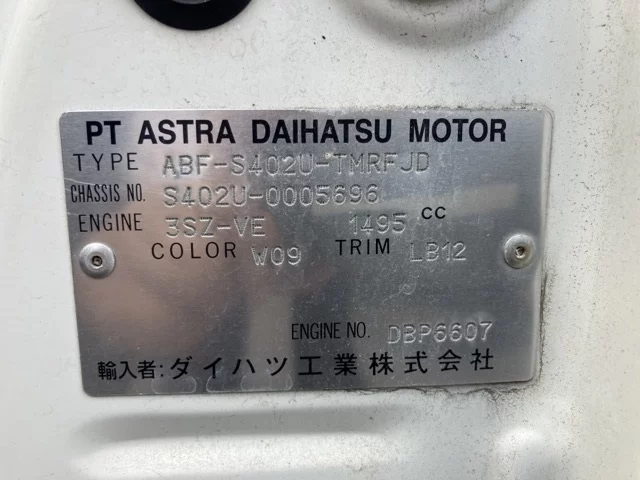 PT ASTRA DAIHATSU MOTOR
TYPE ABF-S402U-TMRFJD
CHASSIS NO. S402U-0005696
ENGINE 3SZ-VE 1495 CC
COLOR W09 TRIM LB12
ENGINE NO. DBP6607
輸入者: ダイハツ工業株式会社